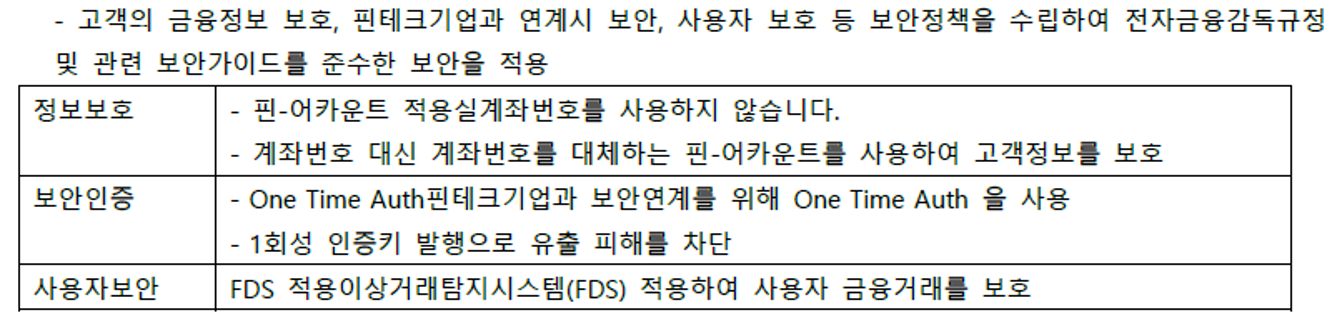 - 고객의 금융정보 보호, 핀테크기업과 연계시 보안, 사용자 보호 등 보안정책을 수립하여 전자금융감독규정
및 관련 보안가이드를 준수한 보안을 적용
정보보호
- 핀-어카운트 적용실계좌번호를 사용하지 않습니다.
- 계좌번호 대신 계좌번호를 대체하는 핀-어카운트를 사용하여 고객정보를 보호
보안인증
- One Time Auth핀테크기업과 보안연계를 위해 One Time Auth 을 사용
- 1회성 인증키 발행으로 유출 피해를 차단
사용자보안
FDS 적용이상거래탐지시스템(FDS) 적용하여 사용자 금융거래를 보호